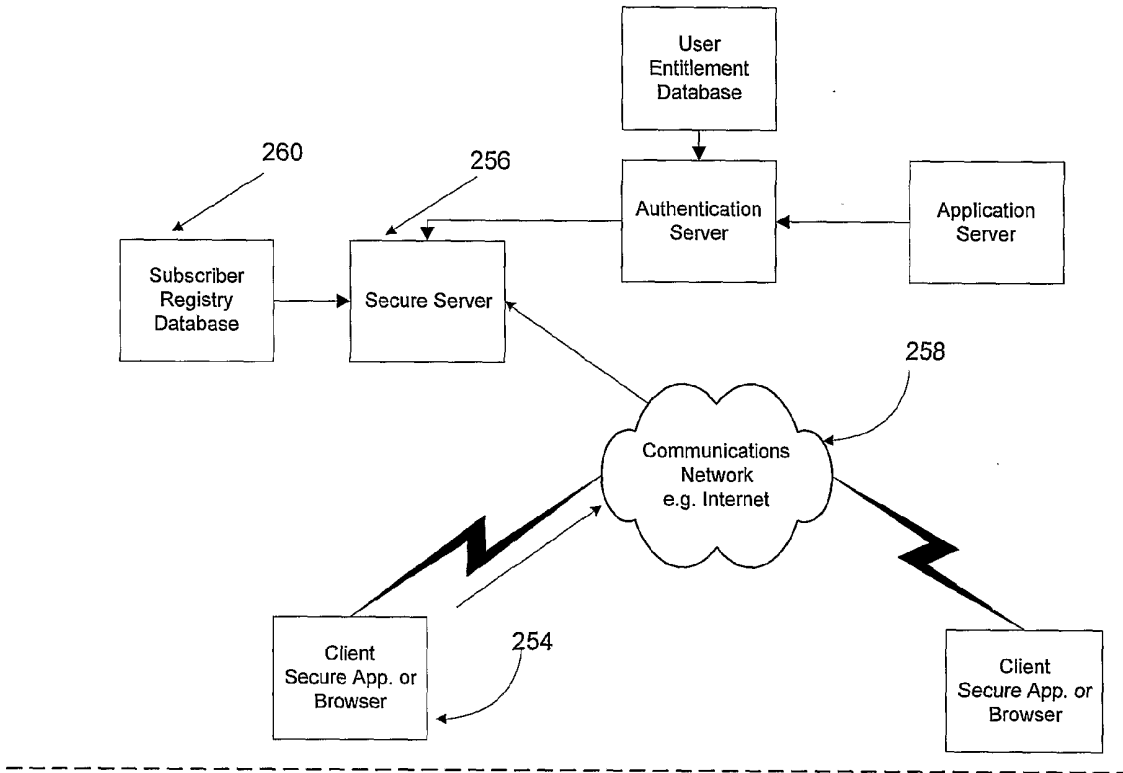 User
Entitlement
Database
260
256
Authentication
Server
Application
Server
Subscriber
Registry
Database
Secure Server
258
Communications
Network
e.g. Internet
Client
Secure App. or
Browser
254
Client
Secure App. or
Browser